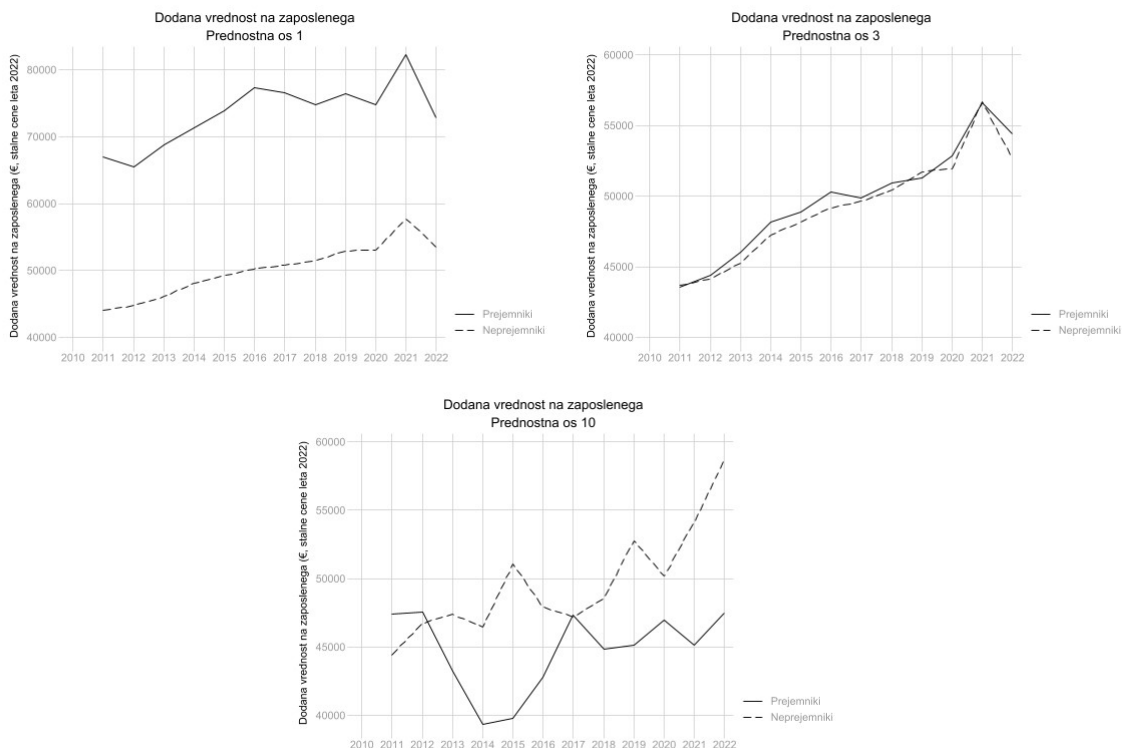 Dodana vrednost na zaposlenega
Prednostna os 1
Dodana vrednost na zaposlenega (€, stalne cene leta 2022)
80000
70000
60000
50000
40000
2010 2011 2012 2013 2014 2015 2016 2017 2018 2019 2020 2021 2022
Prejemniki
Neprejemniki
Dodana vrednost na zaposlenega
Prednostna os 3
Dodana vrednost na zaposlenega (€, stalne cene leta 2022)
60000
55000
50000
45000
40000
2010 2011 2012 2013 2014 2015 2016 2017 2018 2019 2020 2021 2022
Prejemniki
Neprejemniki
Dodana vrednost na zaposlenega
Prednostna os 10
Dodana vrednost na zaposlenega (€, stalne cene leta 2022)
60000
55000
50000
45000
40000
2010 2011 2012 2013 2014 2015 2016 2017 2018 2019 2020 2021 2022
Prejemniki
Neprejemniki